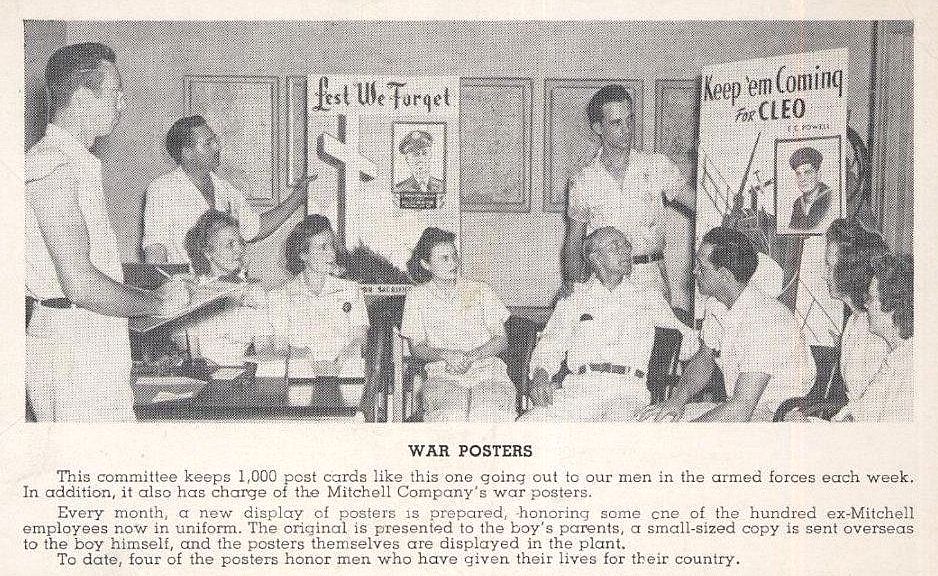 Lest We Forget
Keep 'em Coming
FOR CLEO
E.C. POWELL
WAR POSTERS
This committee keeps 1,000 post cards like this one going out to our men in the armed forces each week.
In addition, it also has charge of the Mitchell Company's war posters.
Every month, a new display of posters is prepared, honoring some one of the hundred ex-Mitchell
employees now in uniform. The original is presented to the boy's parents, a small-sized copy is sent overseas
to the boy himself, and the posters themselves are displayed in the plant.
To date, four of the posters honor men who have given their lives for their country.